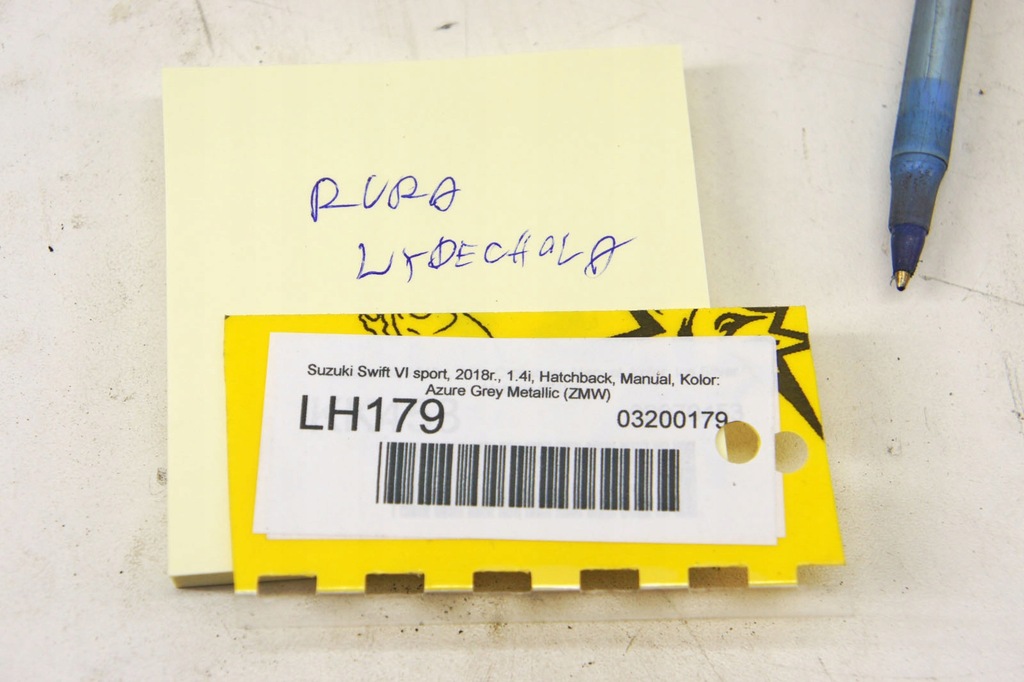 RURA
WYDECHOWA
Suzuki Swift VI sport, 2018r., 1.4i, Hatchback, Manual, Kolor:
Azure Grey Metallic (ZMW)
LH179
03200179